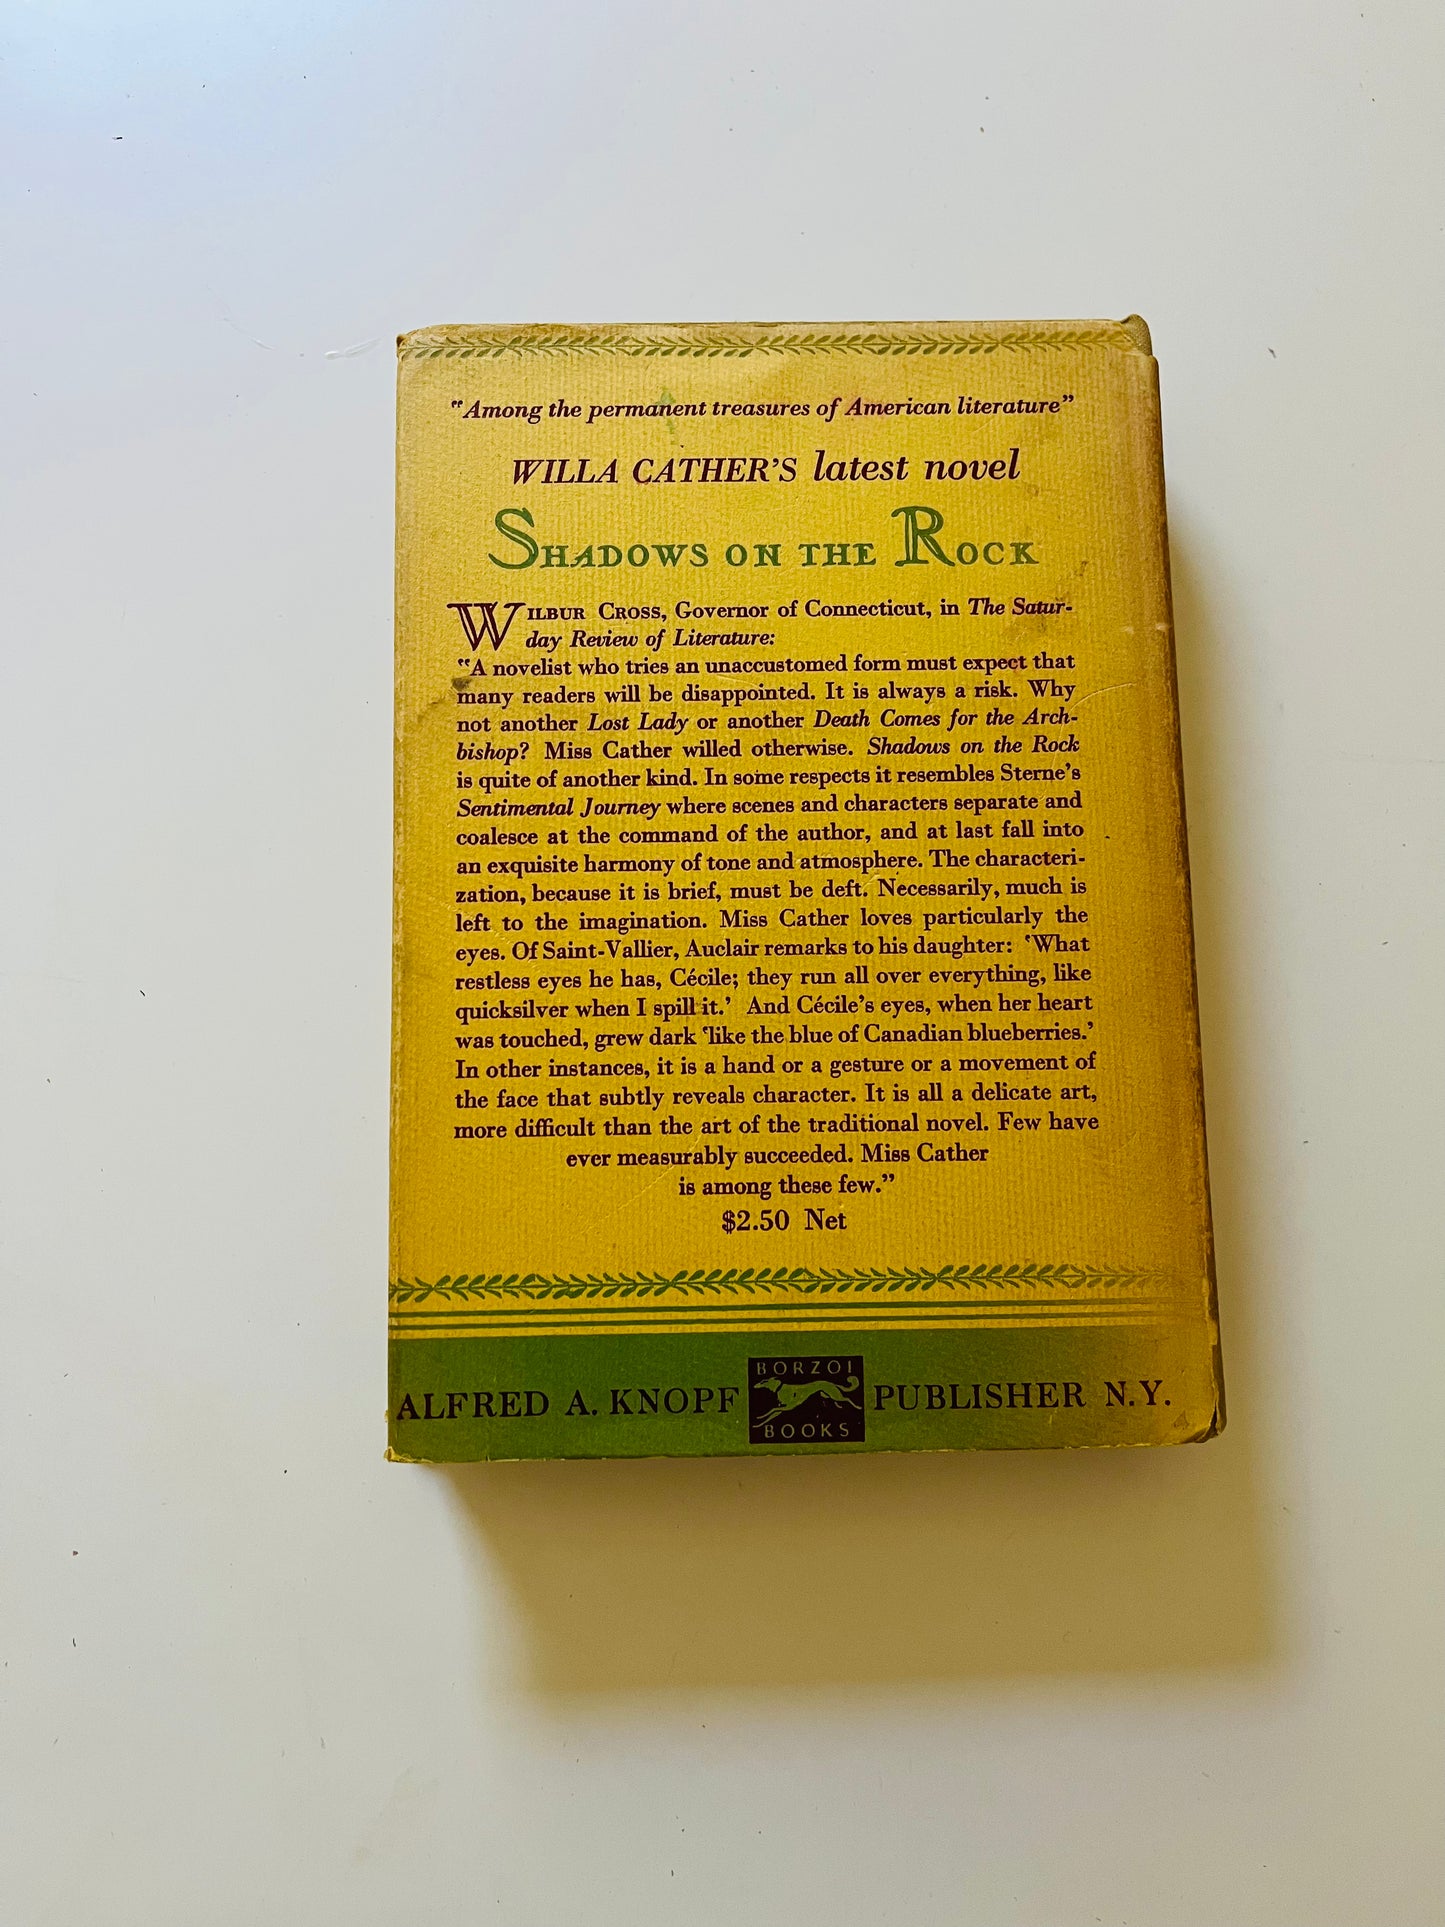 "Among the permanent treasures of American literature"
WILLA CATHER'S latest novel
SHADOWS ON THE ROCK
WILBUR CROSS, Governor of Connecticut, in The Satur-
day Review of Literature:
"A novelist who tries an unaccustomed form must expect that
many readers will be disappointed. It is always a risk. Why
not another Lost Lady or another Death Comes for the Arch-
bishop? Miss Cather willed otherwise. Shadows on the Rock
is quite of another kind. In some respects it resembles Sterne's
Sentimental Journey where scenes and characters separate and
coalesce at the command of the author, and at last fall into
an exquisite harmony of tone and atmosphere. The characteri-
zation, because it is brief, must be deft. Necessarily, much is
left to the imagination. Miss Cather loves particularly the
eyes. Of Saint-Vallier, Auclair remarks to his daughter: 'What
restless eyes he has, Cécile; they run all over everything, like
quicksilver when I spill it.' And Cécile's eyes, when her heart
was touched, grew dark 'like the blue of Canadian blueberries.'
In other instances, it is a hand or a gesture or a movement of
the face that subtly reveals character. It is all a delicate art,
more difficult than the art of the traditional novel. Few have
ever measurably succeeded. Miss Cather
is among these few."
$2.50 Net
BORZOI
ALFRED A. KNOPF PUBLISHER N.Y.
BOOKS